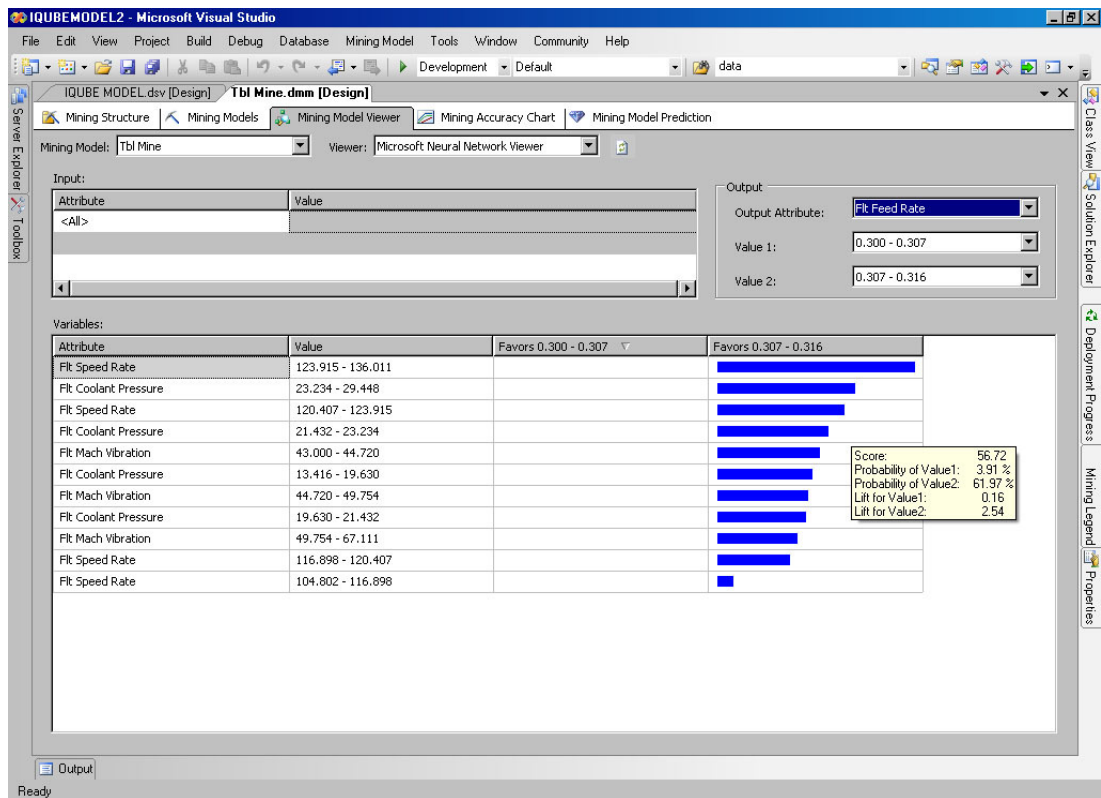 IQUBEMODEL2 - Microsoft Visual Studio
File Edit View Project Build Debug Database Mining Model Tools Window Community Help
Development Default data
IQUBE MODEL.dsv [Design] Tbl Mine.dmm [Design]
Mining Structure Mining Models Mining Model Viewer Mining Accuracy Chart Mining Model Prediction
Mining Model: Tbl Mine Viewer: Microsoft Neural Network Viewer
Server Explorer
Toolbox
Input:
Attribute Value
<All>
Output
Output Attribute: Flt Feed Rate
Value 1: 0.300 - 0.307
Value 2: 0.307 - 0.316
Variables:
Attribute Value Favors 0.300 - 0.307 Favors 0.307 - 0.316
Flt Speed Rate 123.915 - 136.011
Flt Coolant Pressure 23.234 - 29.448
Flt Speed Rate 120.407 - 123.915
Flt Coolant Pressure 21.432 - 23.234
Flt Mach Vibration 43.000 - 44.720
Flt Coolant Pressure 13.416 - 19.630
Flt Mach Vibration 44.720 - 49.754
Flt Coolant Pressure 19.630 - 21.432
Flt Mach Vibration 49.754 - 67.111
Flt Speed Rate 116.898 - 120.407
Flt Speed Rate 104.802 - 116.898
Score: 56.72
Probability of Value1: 3.91 %
Probability of Value2: 61.97 %
Lift for Value1: 0.16
Lift for Value2: 2.54
Class View
Solution Explorer
Deployment Progress
Mining Legend
Properties
Output
Ready